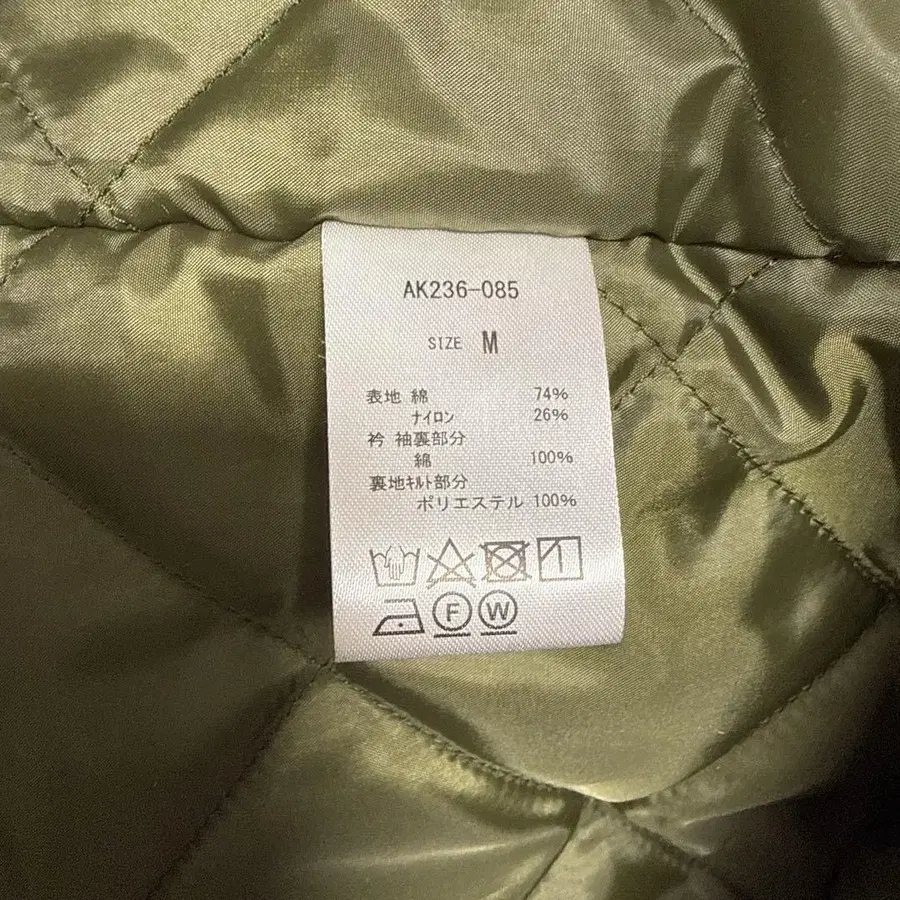 AK236-085
SIZE M
表地 綿 74%
ナイロン 26%
衿 袖裏部分
綿 100%
裏地ｷﾙﾄ部分
ポリエステル 100%
F W